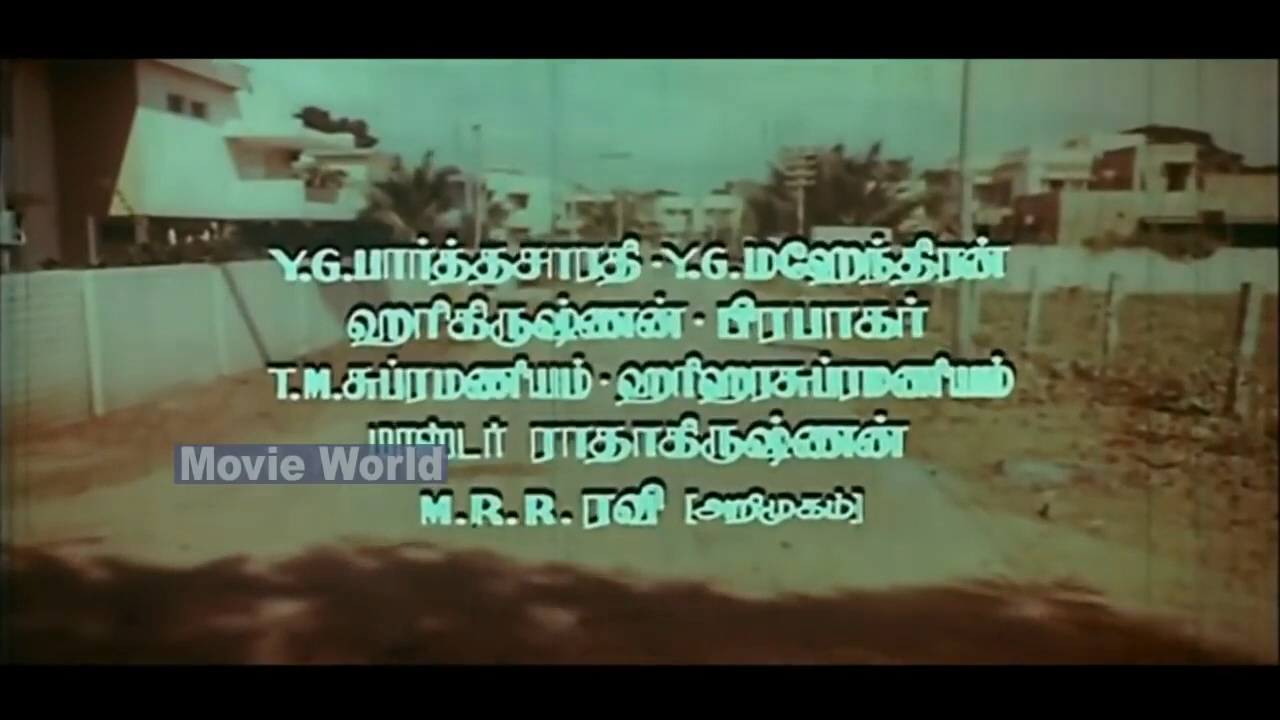 Y.G.பார்த்தசாரதி · Y.G.மஹேந்திரன்
ஹரிகிருஷ்ணன் · பிரபாகர்
T.M.சுப்ரமணியம் · ஹரிஹரசுப்ரமணியம்
மாஸ்டர் ராதாகிருஷ்ணன்
Movie World
M.R.R.ரவி [அறிமுகம்]